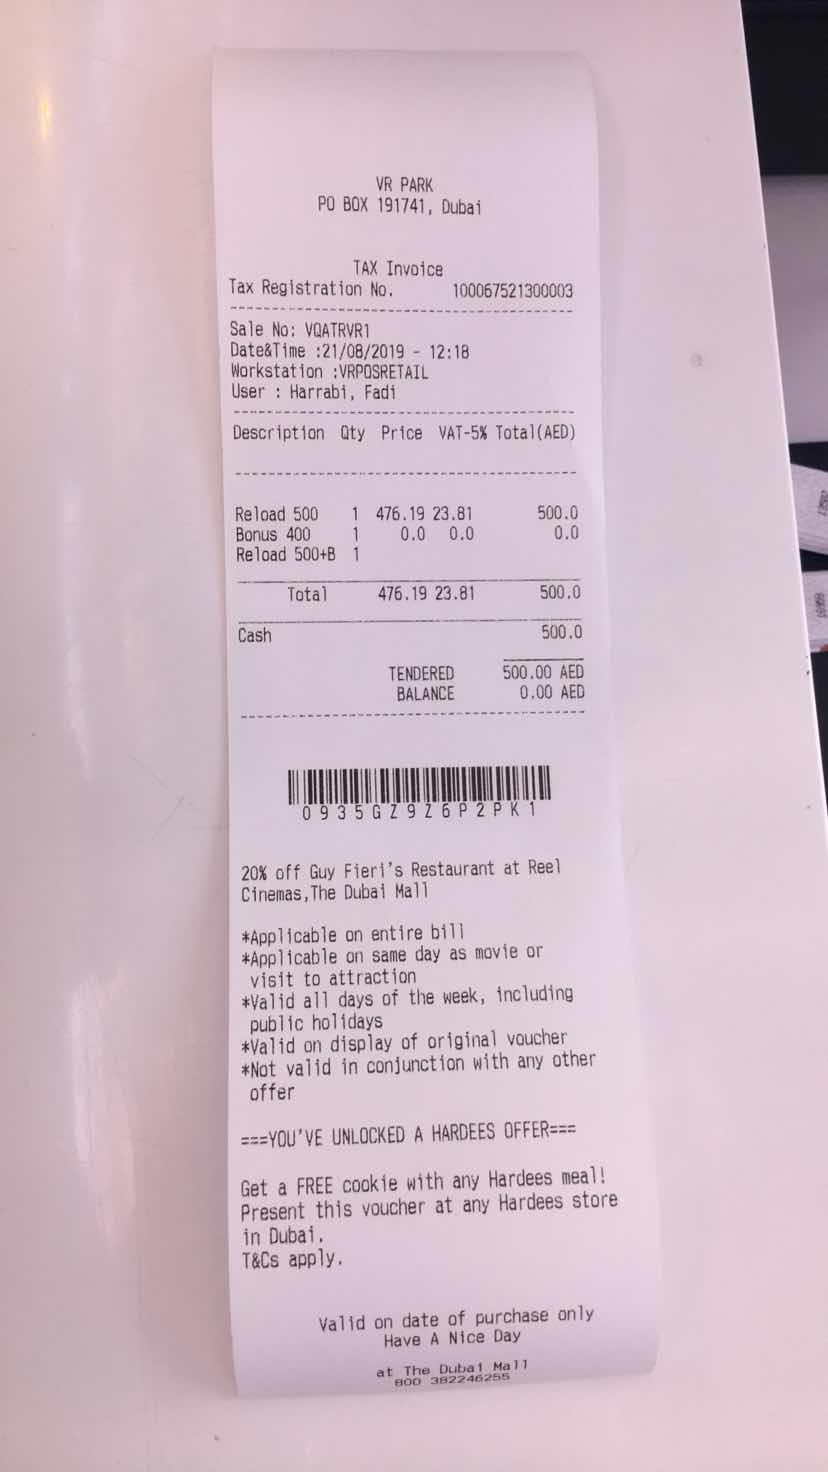 VR PARK
PO BOX 191741, Dubai
TAX Invoice
Tax Registration No. 100067521300003
Sale No: VQATRVR1
Date&Time :21/08/2019 - 12:18
Workstation :VRPOSRETAIL
User : Harrabi, Fadi
Description Qty Price VAT-5% Total(AED)
Reload 500 1 476.19 23.81 500.0
Bonus 400 1 0.0 0.0 0.0
Reload 500+B 1
Total 476.19 23.81 500.0
Cash 500.0
TENDERED 500.00 AED
BALANCE 0.00 AED
0935GZ9Z6P2PK1
20% off Guy Fieri's Restaurant at Reel
Cinemas,The Dubai Mall
*Applicable on entire bill
*Applicable on same day as movie or
visit to attraction
*Valid all days of the week, including
public holidays
*Valid on display of original voucher
*Not valid in conjunction with any other
offer
===YOU'VE UNLOCKED A HARDEES OFFER===
Get a FREE cookie with any Hardees meal!
Present this voucher at any Hardees store
in Dubai.
T&Cs apply.
Valid on date of purchase only
Have A Nice Day
at The Dubai Mall
800 382246255